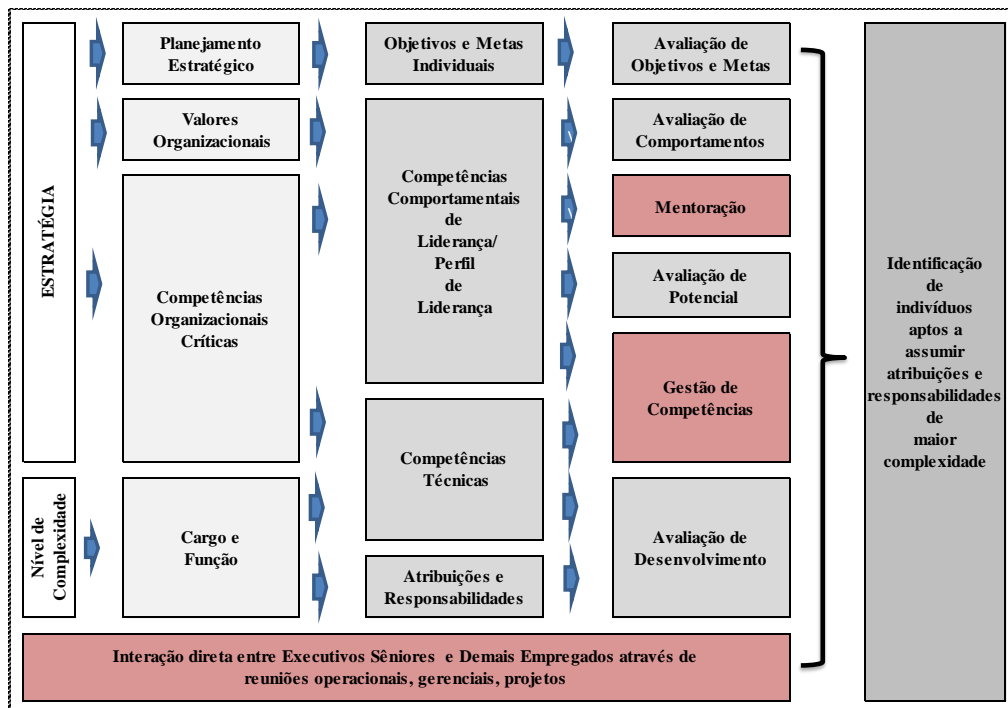 ESTRATÉGIA
Nível de
Complexidade
Planejamento
Estratégico
Valores
Organizacionais
Competências
Organizacionais
Críticas
Cargo e
Função
Objetivos e Metas
Individuais
Competências
Comportamentais
de
Liderança/
Perfil
de
Liderança
Competências
Técnicas
Atribuições e
Responsabilidades
Avaliação de
Objetivos e Metas
Avaliação de
Comportamentos
Mentoração
Avaliação de
Potencial
Gestão de
Competências
Avaliação de
Desenvolvimento
Interação direta entre Executivos Sêniores e Demais Empregados através de
reuniões operacionais, gerenciais, projetos
Identificação
de
indivíduos
aptos a
assumir
atribuições e
responsabilidades
de
maior
complexidade